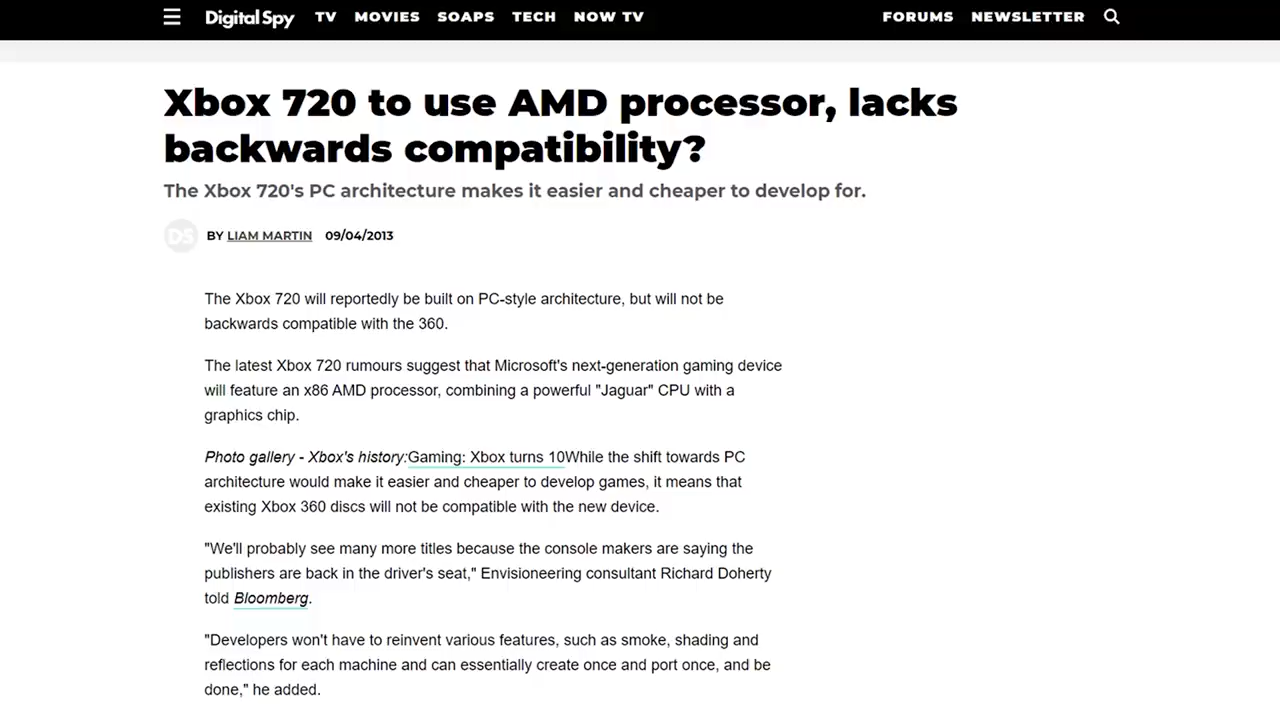 Digital Spy TV MOVIES SOAPS TECH NOW TV FORUMS NEWSLETTER
Xbox 720 to use AMD processor, lacks
backwards compatibility?
The Xbox 720's PC architecture makes it easier and cheaper to develop for.
DS BY LIAM MARTIN 09/04/2013
The Xbox 720 will reportedly be built on PC-style architecture, but will not be
backwards compatible with the 360.
The latest Xbox 720 rumours suggest that Microsoft's next-generation gaming device
will feature an x86 AMD processor, combining a powerful "Jaguar" CPU with a
graphics chip.
Photo gallery - Xbox's history:Gaming: Xbox turns 10While the shift towards PC
architecture would make it easier and cheaper to develop games, it means that
existing Xbox 360 discs will not be compatible with the new device.
"We'll probably see many more titles because the console makers are saying the
publishers are back in the driver's seat," Envisioneering consultant Richard Doherty
told Bloomberg.
"Developers won't have to reinvent various features, such as smoke, shading and
reflections for each machine and can essentially create once and port once, and be
done," he added.